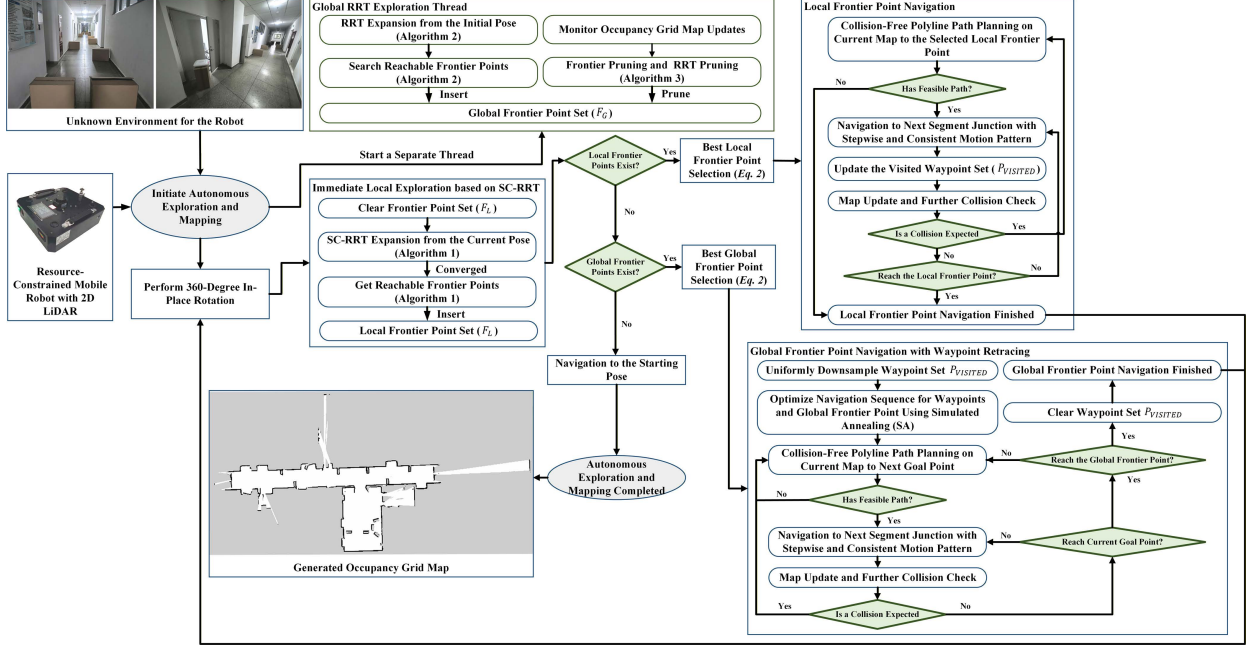 Unknown Environment for the Robot
Resource-
Constrained Mobile
Robot with 2D
LiDAR
Initiate Autonomous
Exploration and
Mapping
Perform 360-Degree In-
Place Rotation
Global RRT Exploration Thread
RRT Expansion from the Initial Pose
(Algorithm 2)
Search Reachable Frontier Points
(Algorithm 2)
Insert
Monitor Occupancy Grid Map Updates
Frontier Pruning and RRT Pruning
(Algorithm 3)
Prune
Global Frontier Point Set (F_G)
Start a Separate Thread
Immediate Local Exploration based on SC-RRT
Clear Frontier Point Set (F_L)
SC-RRT Expansion from the Current Pose
(Algorithm 1)
Converged
Get Reachable Frontier Points
(Algorithm 1)
Insert
Local Frontier Point Set (F_L)
Local Frontier
Points Exist?
Yes
Best Local
Frontier Point
Selection (Eq. 2)
No
Global Frontier
Points Exist?
Yes
Best Global
Frontier Point
Selection (Eq. 2)
No
Navigation to the Starting
Pose
Autonomous
Exploration and
Mapping Completed
Generated Occupancy Grid Map
Local Frontier Point Navigation
Collision-Free Polyline Path Planning on
Current Map to the Selected Local Frontier
Point
No
Has Feasible Path?
Yes
Navigation to Next Segment Junction with
Stepwise and Consistent Motion Pattern
Update the Visited Waypoint Set (P_VISITED)
Map Update and Further Collision Check
Is a Collision Expected
Yes
No
Reach the Local Frontier Point?
No
Yes
Local Frontier Point Navigation Finished
Global Frontier Point Navigation with Waypoint Retracing
Uniformly Downsample Waypoint Set P_VISITED
Optimize Navigation Sequence for Waypoints
and Global Frontier Point Using Simulated
Annealing (SA)
Collision-Free Polyline Path Planning on
Current Map to Next Goal Point
No
Has Feasible Path?
Yes
Navigation to Next Segment Junction with
Stepwise and Consistent Motion Pattern
Map Update and Further Collision Check
Yes
Is a Collision Expected
No
Global Frontier Point Navigation Finished
Clear Waypoint Set P_VISITED
Yes
No
Reach the Global Frontier Point?
Yes
No
Reach Current Goal Point?